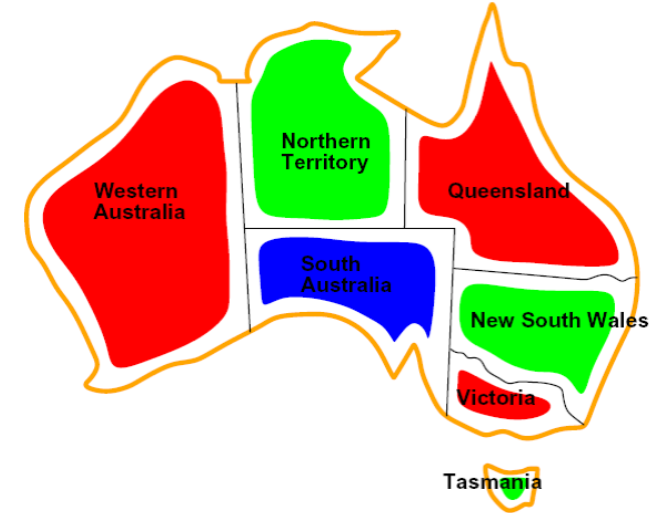 Northern
Territory
Western
Australia
Queensland
South
Australia
New South Wales
Victoria
Tasmania